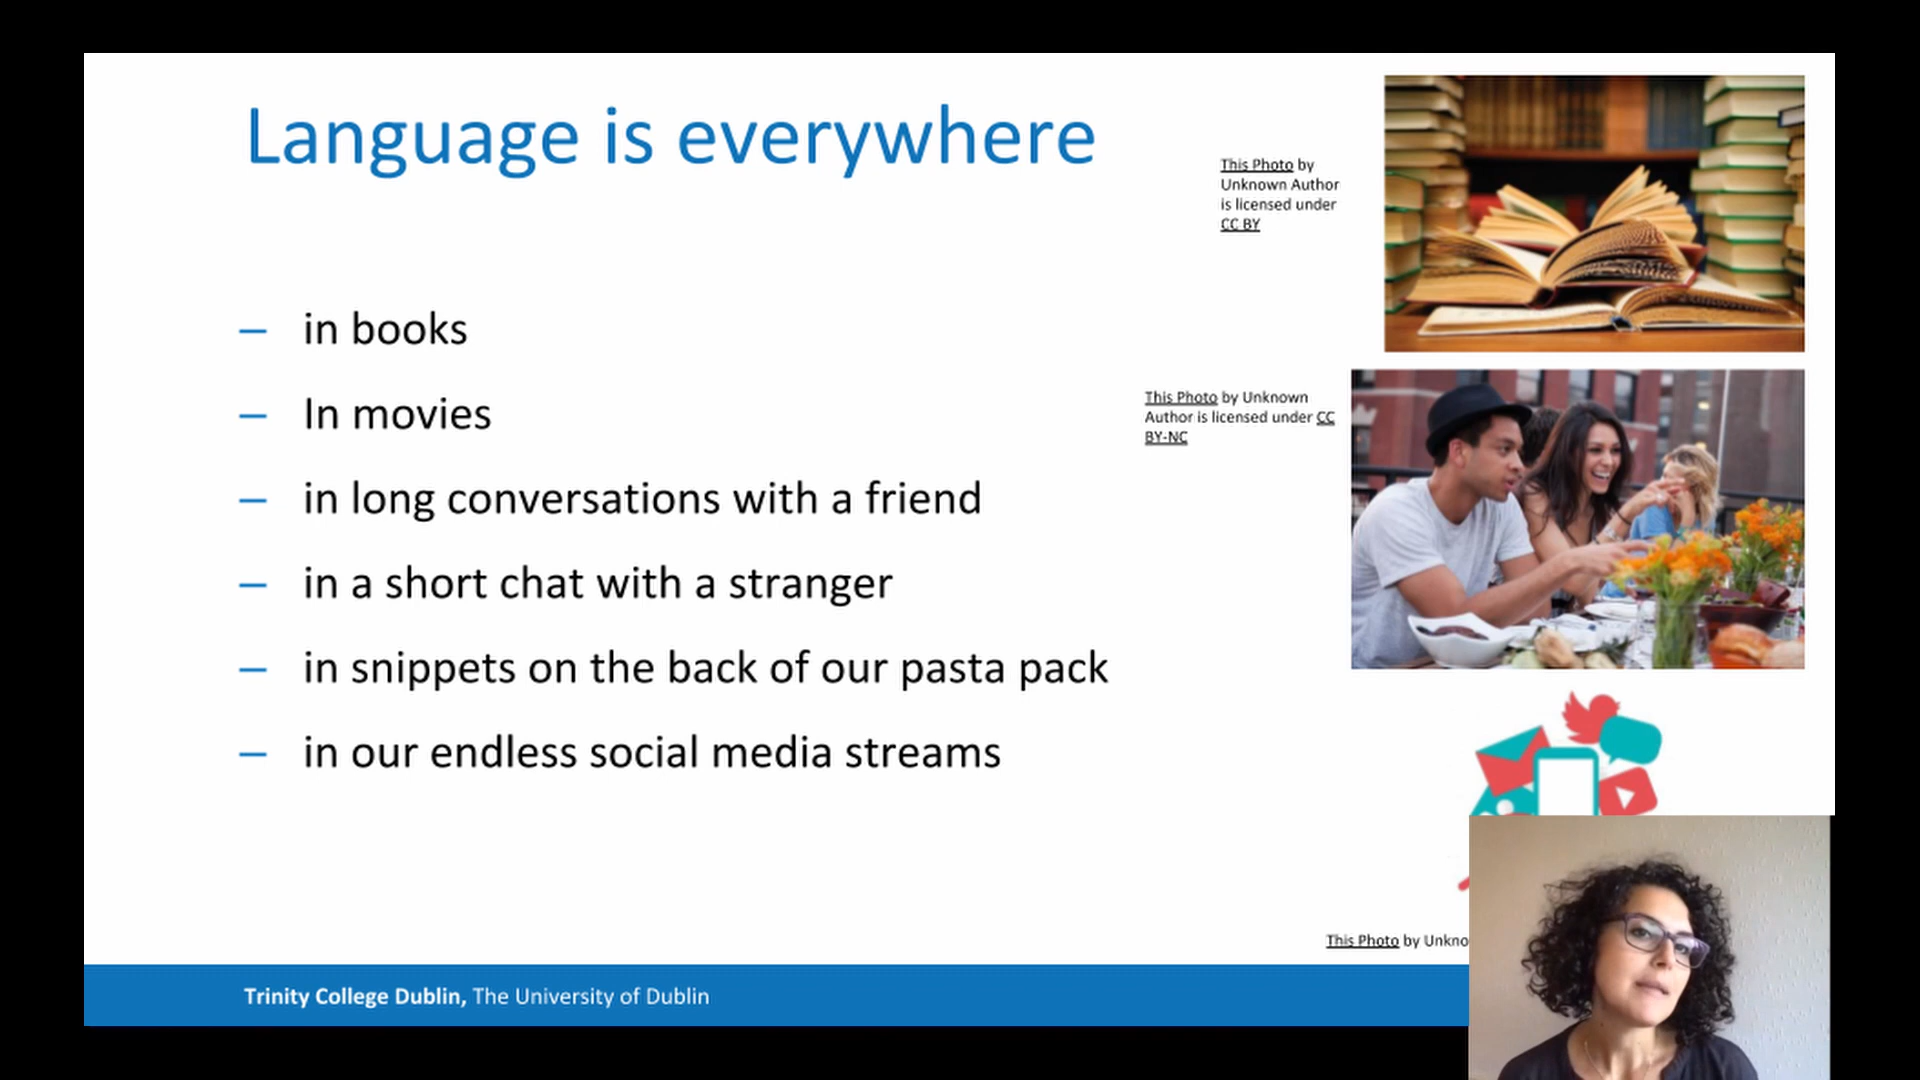 Language is everywhere
This Photo by
Unknown Author
is licensed under
CC BY
– in books
– In movies
This Photo by Unknown
Author is licensed under CC
BY-NC
– in long conversations with a friend
– in a short chat with a stranger
– in snippets on the back of our pasta pack
– in our endless social media streams
This Photo by Unkno
Trinity College Dublin, The University of Dublin